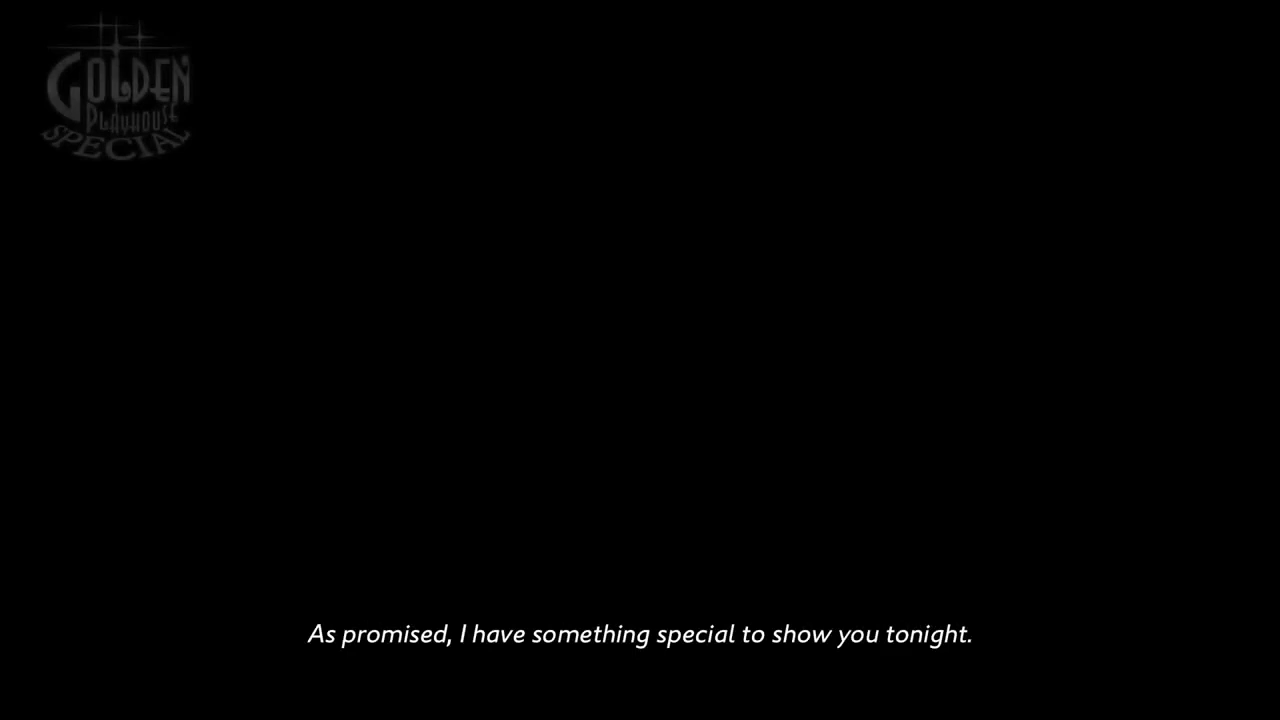 GOLDEN
PLAYHOUSE
SPECIAL
As promised, I have something special to show you tonight.